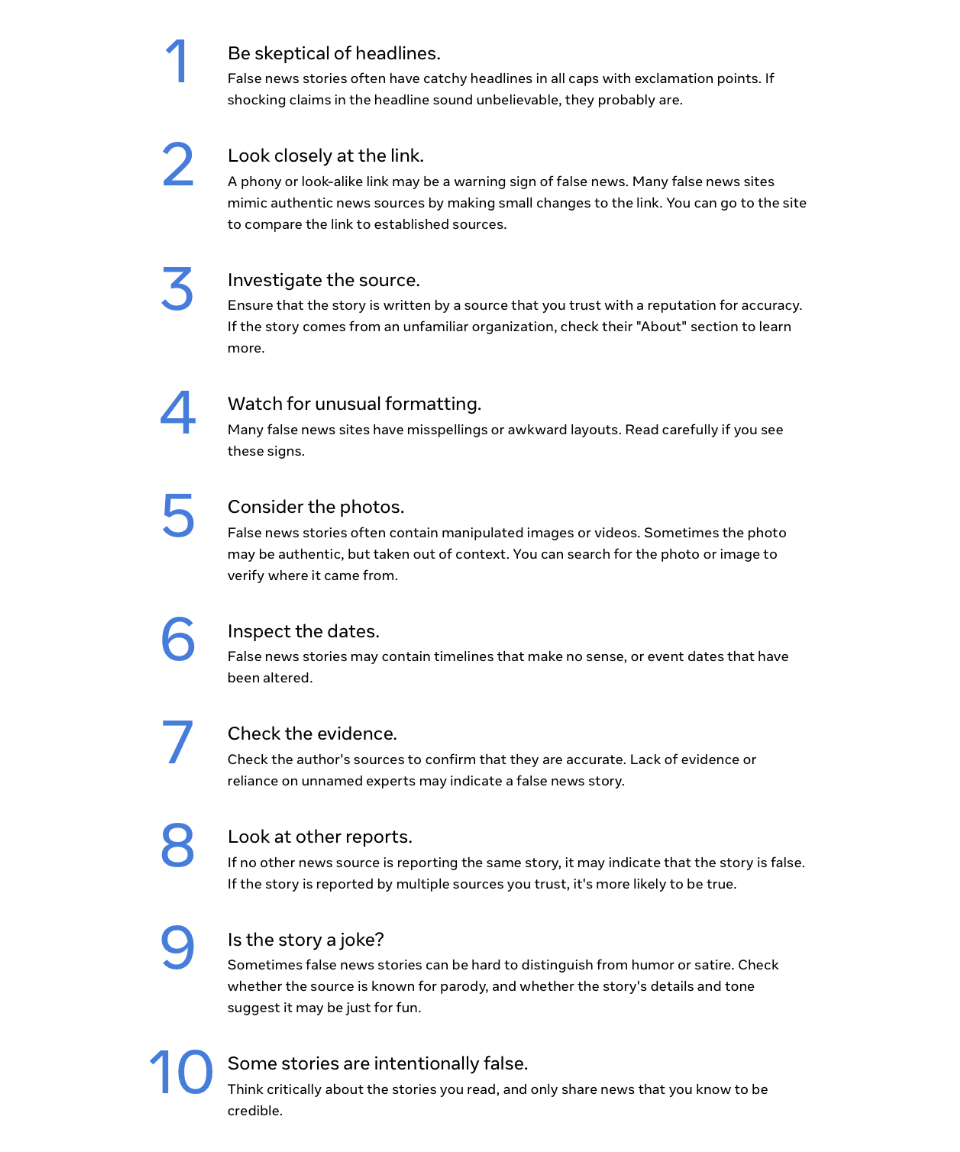 1
Be skeptical of headlines.
False news stories often have catchy headlines in all caps with exclamation points. If
shocking claims in the headline sound unbelievable, they probably are.
2
Look closely at the link.
A phony or look-alike link may be a warning sign of false news. Many false news sites
mimic authentic news sources by making small changes to the link. You can go to the site
to compare the link to established sources.
3
Investigate the source.
Ensure that the story is written by a source that you trust with a reputation for accuracy.
If the story comes from an unfamiliar organization, check their "About" section to learn
more.
4
Watch for unusual formatting.
Many false news sites have misspellings or awkward layouts. Read carefully if you see
these signs.
5
Consider the photos.
False news stories often contain manipulated images or videos. Sometimes the photo
may be authentic, but taken out of context. You can search for the photo or image to
verify where it came from.
6
Inspect the dates.
False news stories may contain timelines that make no sense, or event dates that have
been altered.
7
Check the evidence.
Check the author's sources to confirm that they are accurate. Lack of evidence or
reliance on unnamed experts may indicate a false news story.
8
Look at other reports.
If no other news source is reporting the same story, it may indicate that the story is false.
If the story is reported by multiple sources you trust, it's more likely to be true.
9
Is the story a joke?
Sometimes false news stories can be hard to distinguish from humor or satire. Check
whether the source is known for parody, and whether the story's details and tone
suggest it may be just for fun.
10
Some stories are intentionally false.
Think critically about the stories you read, and only share news that you know to be
credible.